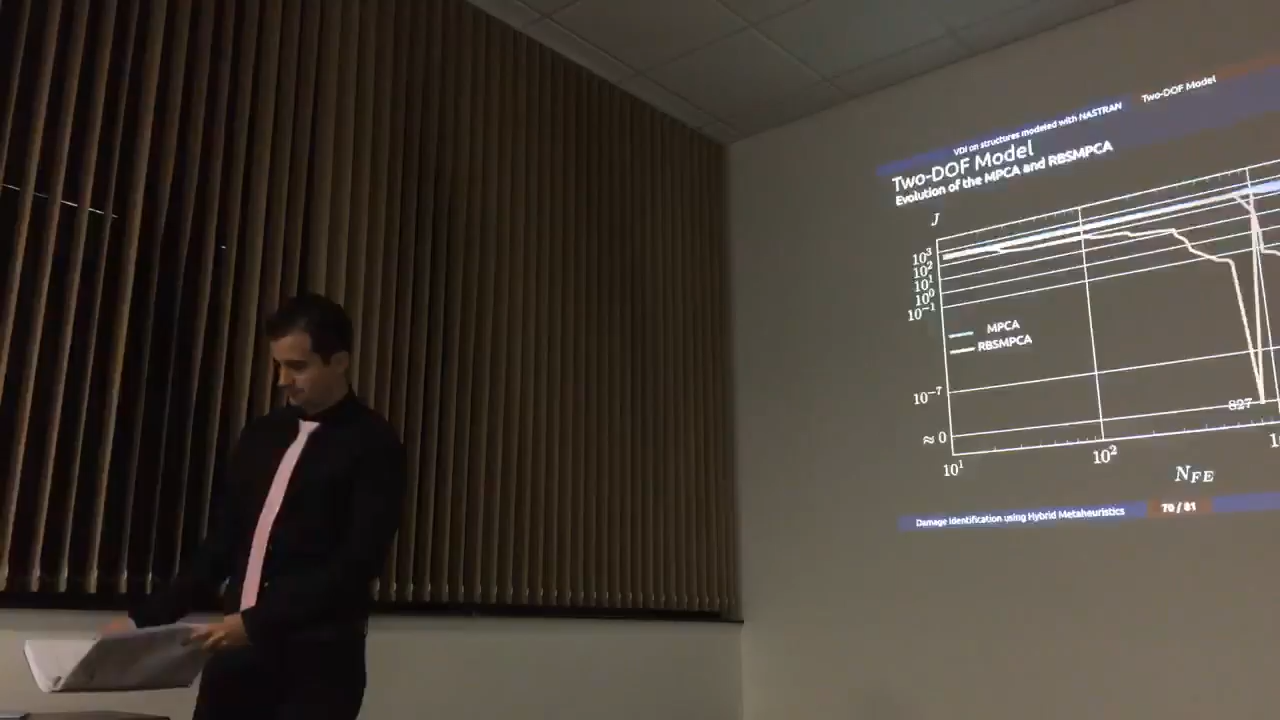 VDI on structures modeled with NASTRAN Two-DOF Model
Two-DOF Model
Evolution of the MPCA and RBSMPCA
J
10³
10²
10¹
10⁰
10⁻¹
MPCA
RBSMPCA
10⁻⁷
827
≈ 0
10¹
10²
N_FE
Damage Identification using Hybrid Metaheuristics 70 / 81